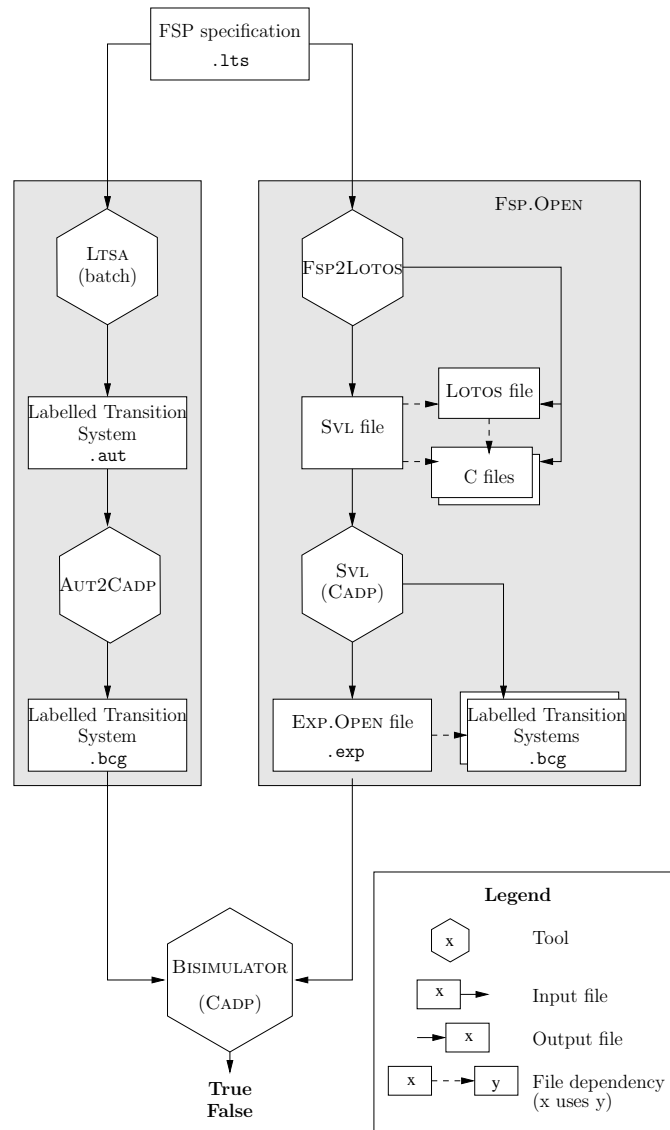 FSP specification
.lts
FSP.OPEN
LTSA
(batch)
FSP2LOTOS
Labelled Transition
System
.aut
SVL file
LOTOS file
C files
AUT2CADP
SVL
(CADP)
Labelled Transition
System
.bcg
EXP.OPEN file
.exp
Labelled Transition
Systems
.bcg
BISIMULATOR
(CADP)
True
False
Legend
x
Tool
x
Input file
x
Output file
x
y
File dependency
(x uses y)